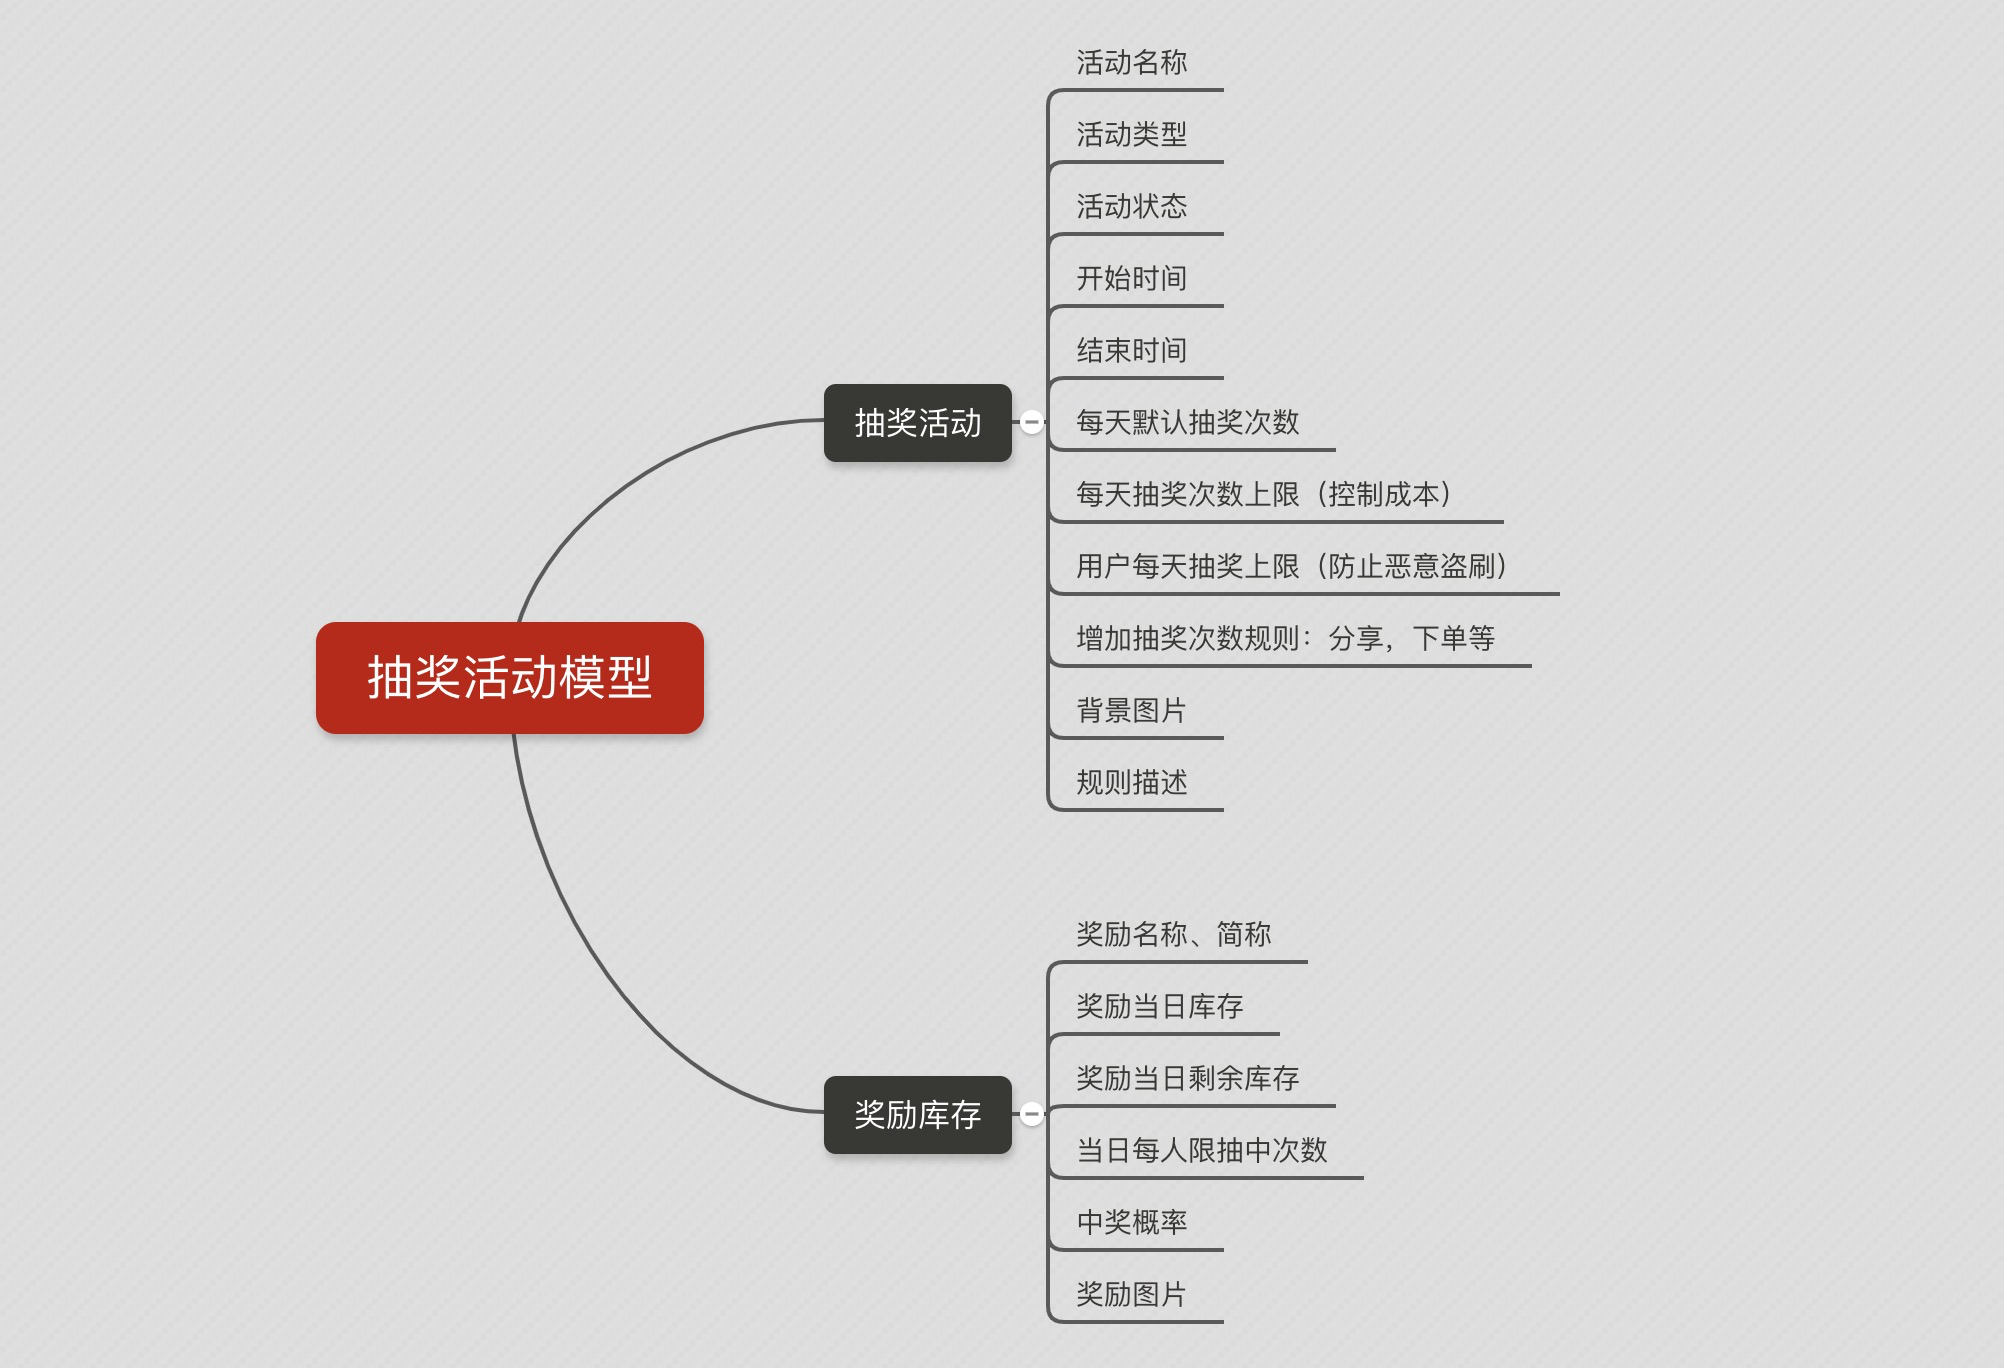 抽奖活动模型
抽奖活动
活动名称
活动类型
活动状态
开始时间
结束时间
每天默认抽奖次数
每天抽奖次数上限（控制成本）
用户每天抽奖上限（防止恶意盗刷）
增加抽奖次数规则：分享，下单等
背景图片
规则描述
奖励库存
奖励名称、简称
奖励当日库存
奖励当日剩余库存
当日每人限抽中次数
中奖概率
奖励图片